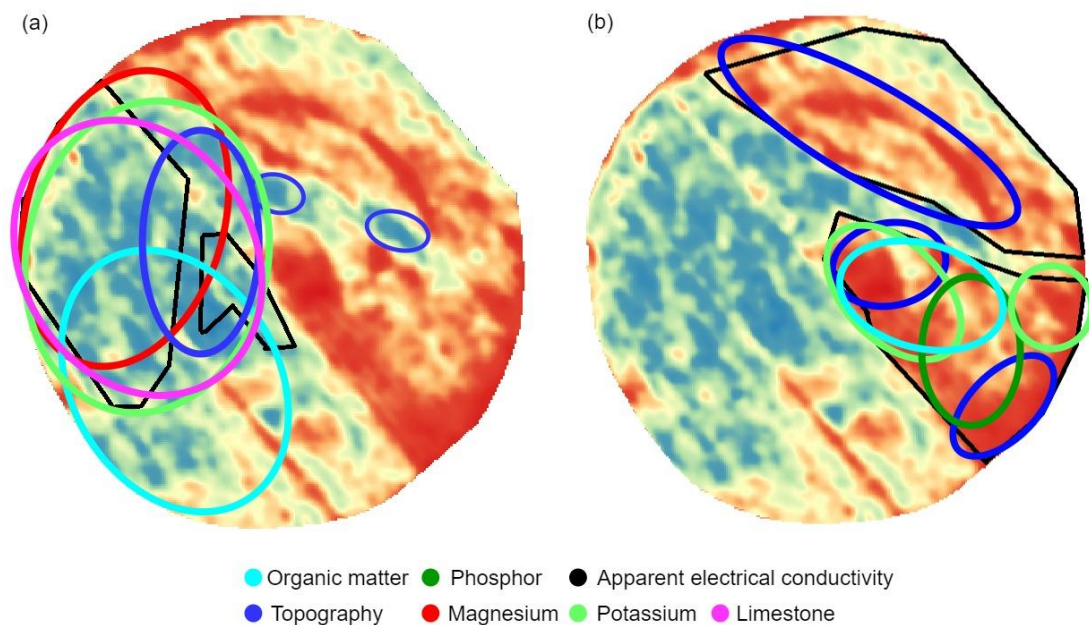 (a) (b)
Organic matter Phosphor Apparent electrical conductivity
Topography Magnesium Potassium Limestone